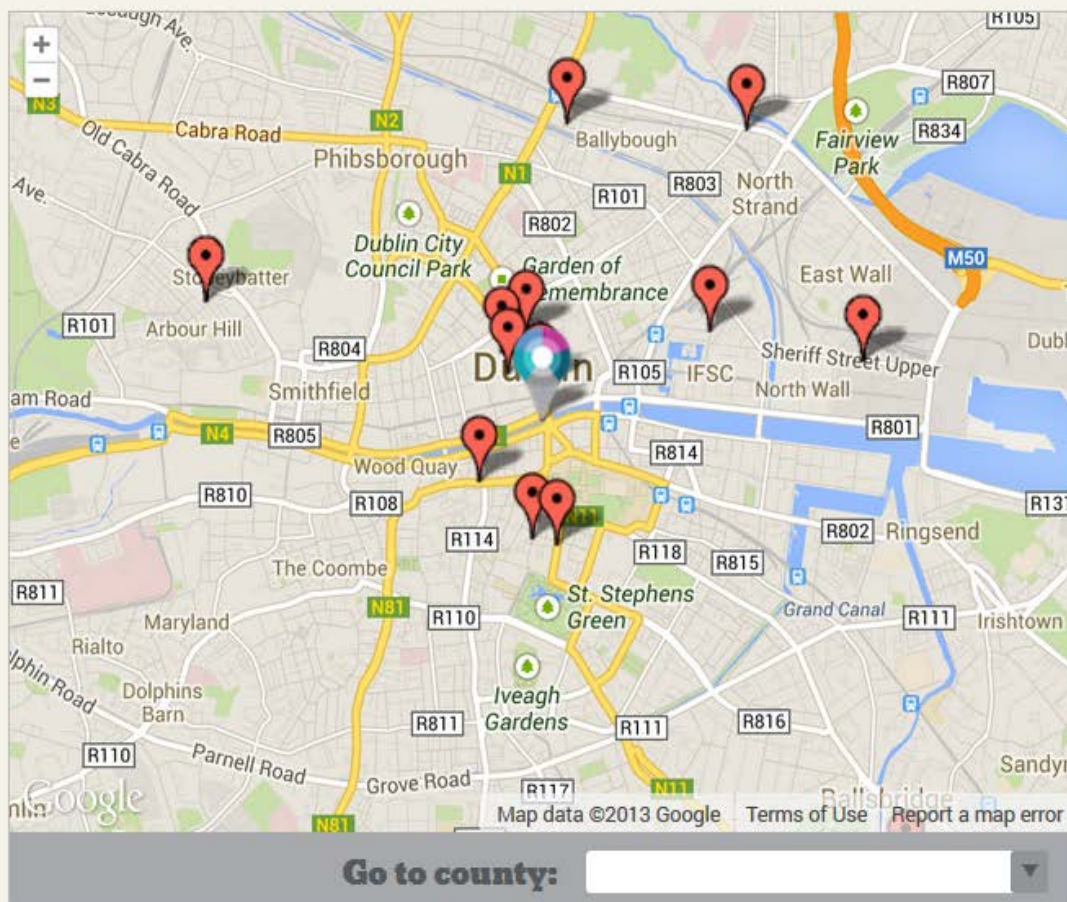 R105
+
−
N3
R807
Cabra Road
N2
Old Cabra Road
Ballybough
R834
Fairview
Park
Phibsborough
N1
R803
North
Strand
Ave.
R101
R802
Dublin City
Council Park
Garden of
M50
East Wall
Arbour Hill
R101
R804
Sheriff Street Upper
R105
IFSC
North Wall
Smithfield
N4
R805
R801
Wood Quay
R814
R810
R108
N11
R802
Ringsend
R114
R118
R815
The Coombe
R811
St. Stephens
Green
N81
R110
Grand Canal
R111
Irishtown
Maryland
Rialto
Dolphins
Barn
Iveagh
Gardens
R811
R111
R816
R110
Parnell Road
Grove Road
R117
N11
Google
Map data ©2013 Google Terms of Use Report a map error
N81
Go to county: